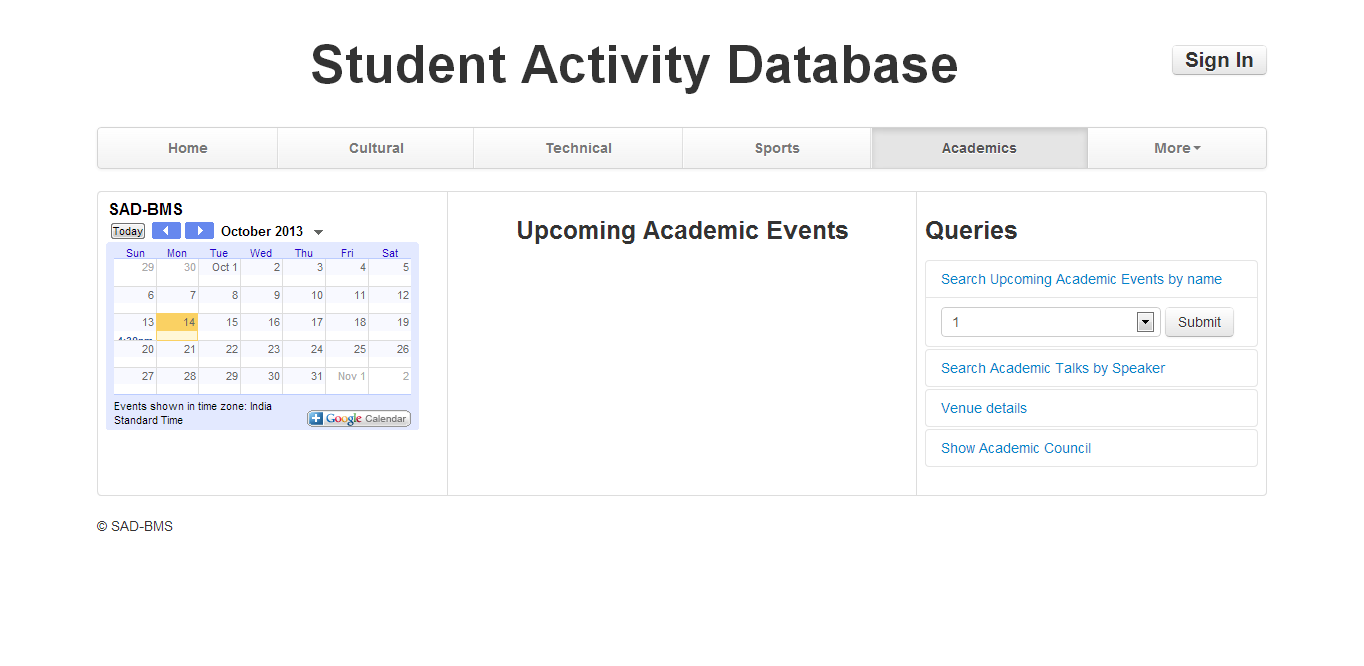 Student Activity Database
Sign In
Home Cultural Technical Sports Academics More
SAD-BMS
Today October 2013
Sun Mon Tue Wed Thu Fri Sat
29 30 Oct 1 2 3 4 5
6 7 8 9 10 11 12
13 14 15 16 17 18 19
20 21 22 23 24 25 26
27 28 29 30 31 Nov 1 2
Events shown in time zone: India
Standard Time
Google Calendar
Upcoming Academic Events
Queries
Search Upcoming Academic Events by name
1 Submit
Search Academic Talks by Speaker
Venue details
Show Academic Council
© SAD-BMS